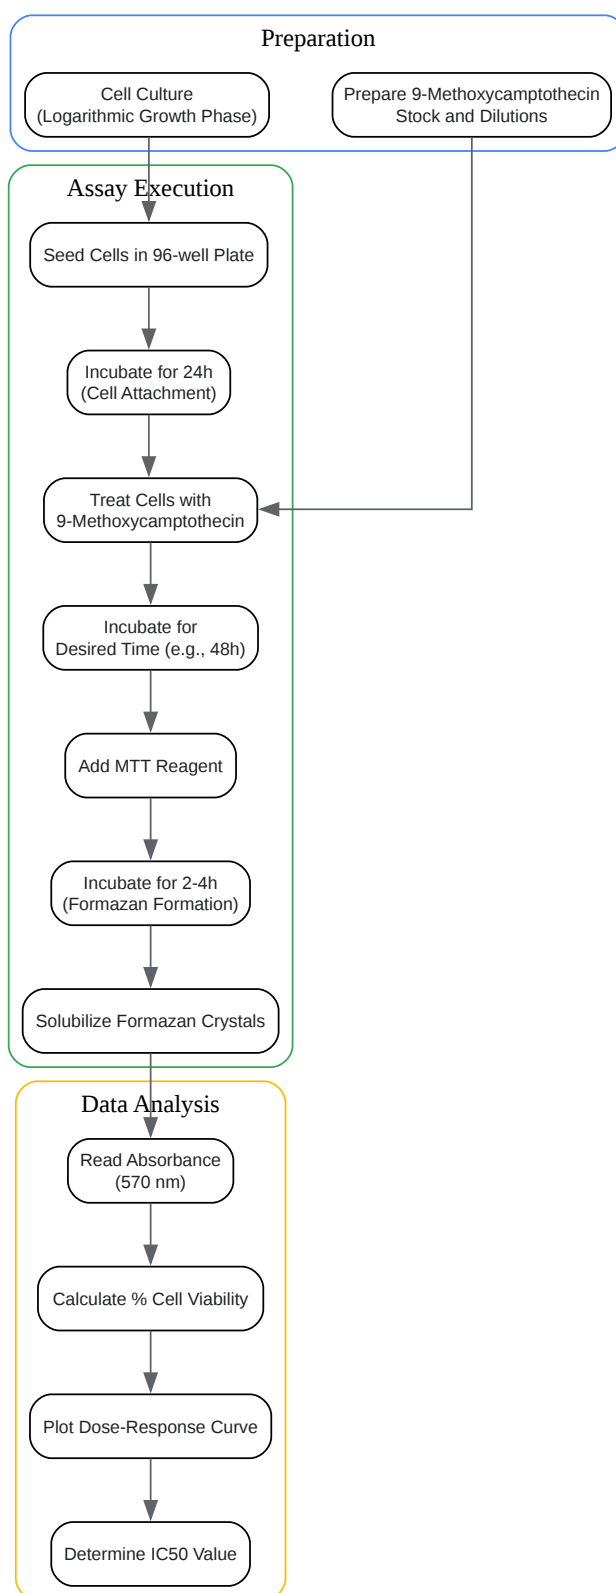 Preparation
Cell Culture
(Logarithmic Growth Phase)
Prepare 9-Methoxycamptothecin
Stock and Dilutions
Assay Execution
Seed Cells in 96-well Plate
Incubate for 24h
(Cell Attachment)
Treat Cells with
9-Methoxycamptothecin
Incubate for
Desired Time (e.g., 48h)
Add MTT Reagent
Incubate for 2-4h
(Formazan Formation)
Solubilize Formazan Crystals
Data Analysis
Read Absorbance
(570 nm)
Calculate % Cell Viability
Plot Dose-Response Curve
Determine IC50 Value